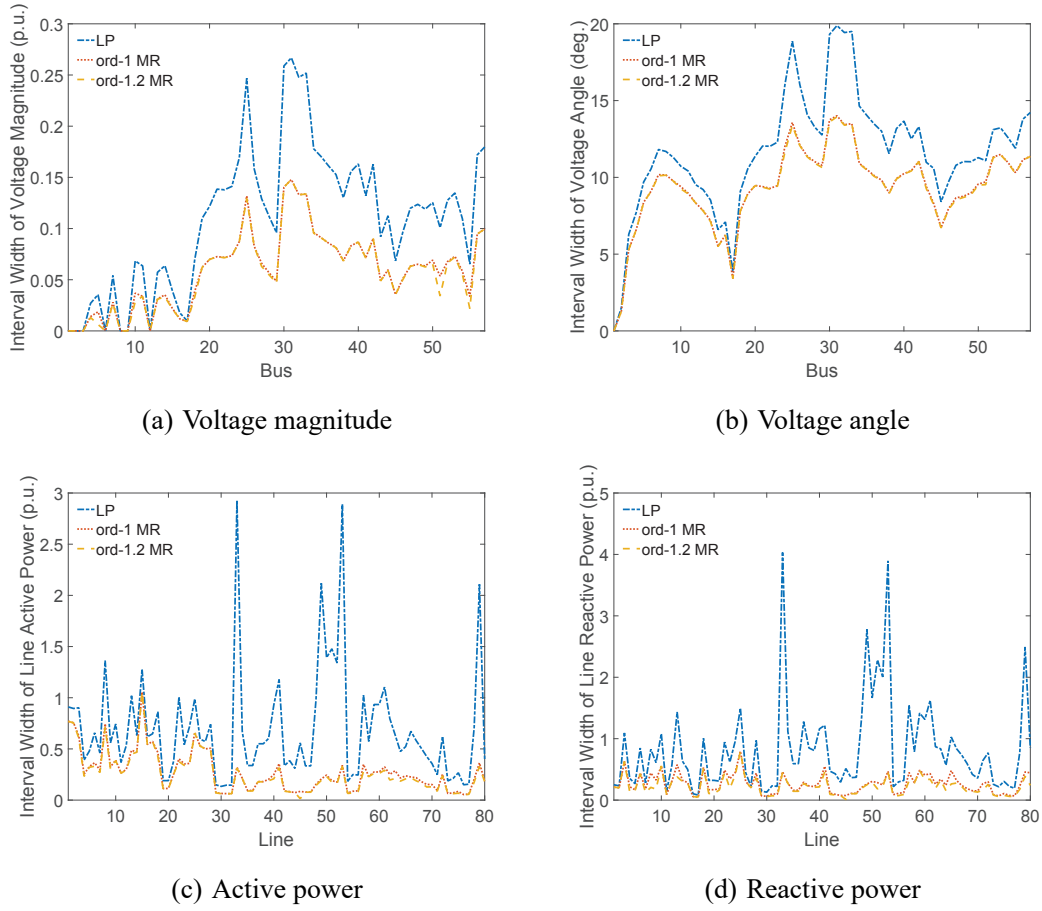 Interval Width of Voltage Magnitude (p.u.)
0.3
0.25
0.2
0.15
0.1
0.05
0
LP
ord-1 MR
ord-1.2 MR
10 20 30 40 50
Bus
(a) Voltage magnitude
Interval Width of Voltage Angle (deg.)
20
15
10
5
0
LP
ord-1 MR
ord-1.2 MR
10 20 30 40 50
Bus
(b) Voltage angle
Interval Width of Line Active Power (p.u.)
3
2.5
2
1.5
1
0.5
0
LP
ord-1 MR
ord-1.2 MR
10 20 30 40 50 60 70 80
Line
(c) Active power
Interval Width of Line Reactive Power (p.u.)
5
4
3
2
1
0
LP
ord-1 MR
ord-1.2 MR
10 20 30 40 50 60 70 80
Line
(d) Reactive power